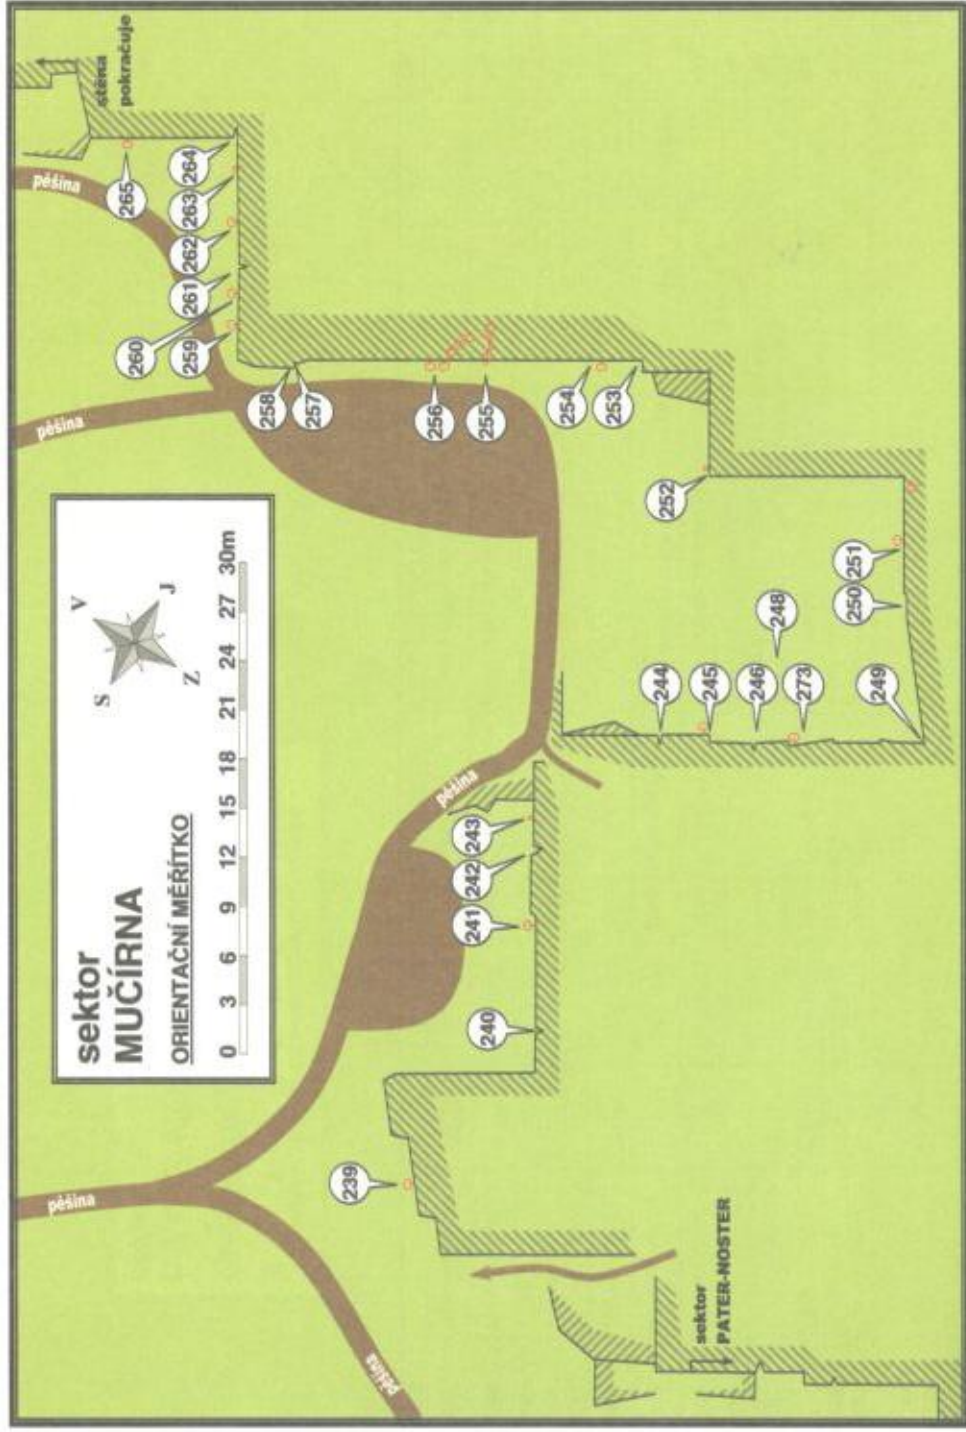 sektor
MUČÍRNA
ORIENTAČNÍ MĚŘÍTKO
0 3 6 9 12 15 18 21 24 27 30m
S
V
J
Z
pěšina
pěšina
pěšina
pěšina
pěšina
stěna
pokračuje
sektor
PATER-NOSTER
239
240
241
242
243
244
245
246
273
248
249
250
251
252
253
254
255
256
257
258
259
260
261
262
263
264
265